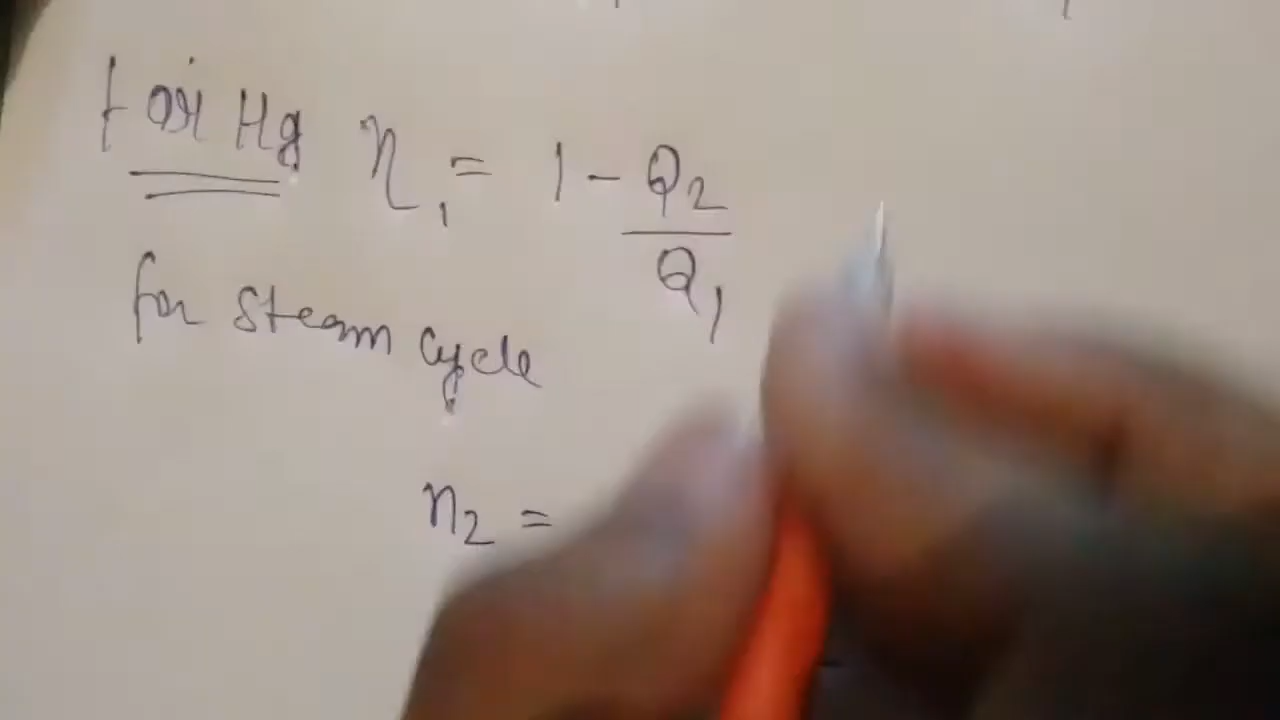 for Hg η1 = 1 - Q2/Q1
for Steam Cycle
η2 =